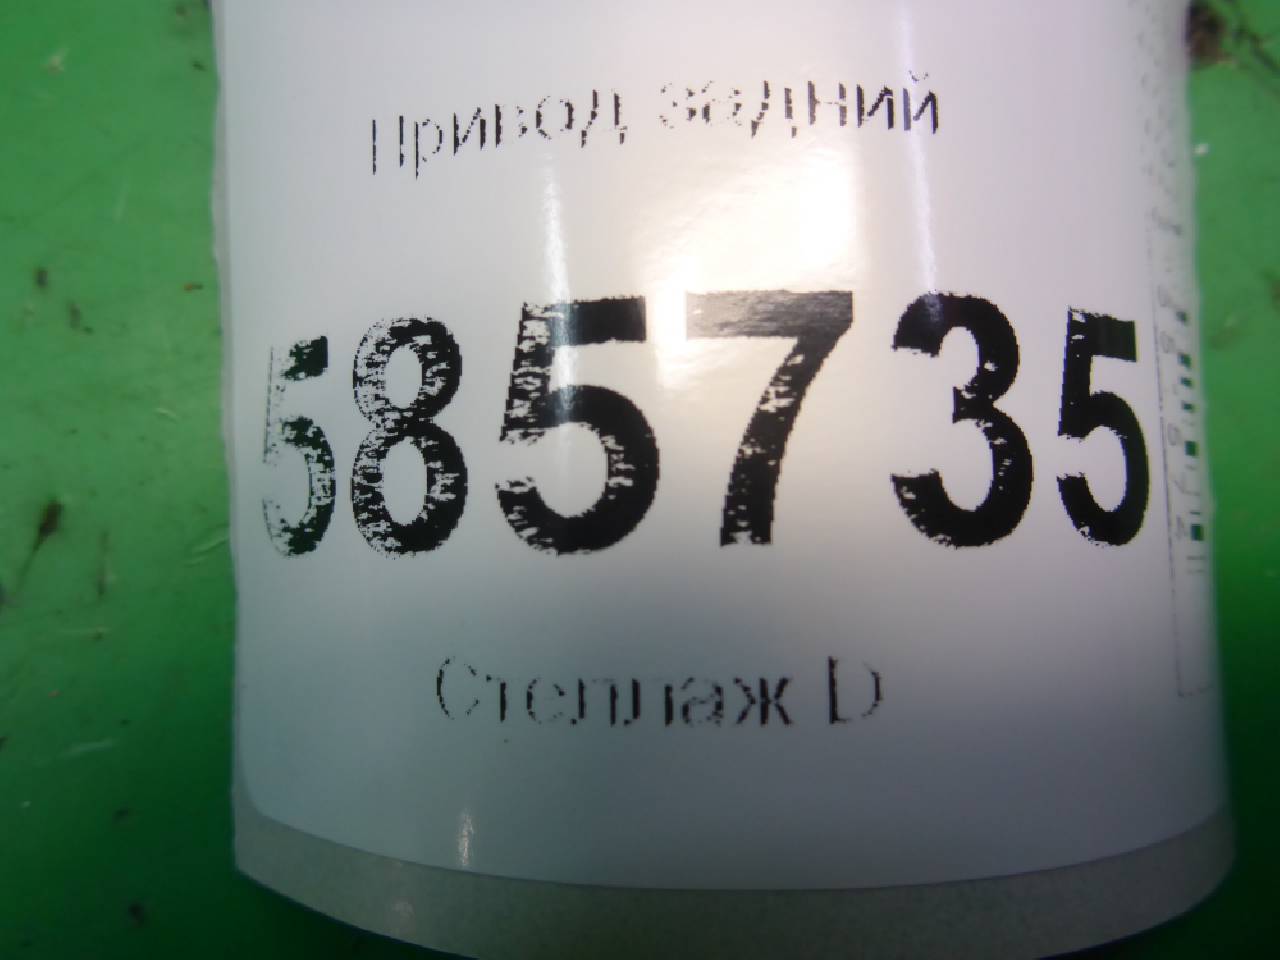 Привод задний
585735
Стеллаж D